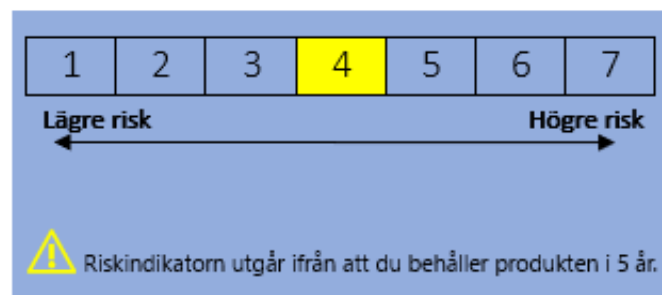 1 2 3 4 5 6 7
Lägre risk Högre risk
Riskindikatorn utgår ifrån att du behåller produkten i 5 år.